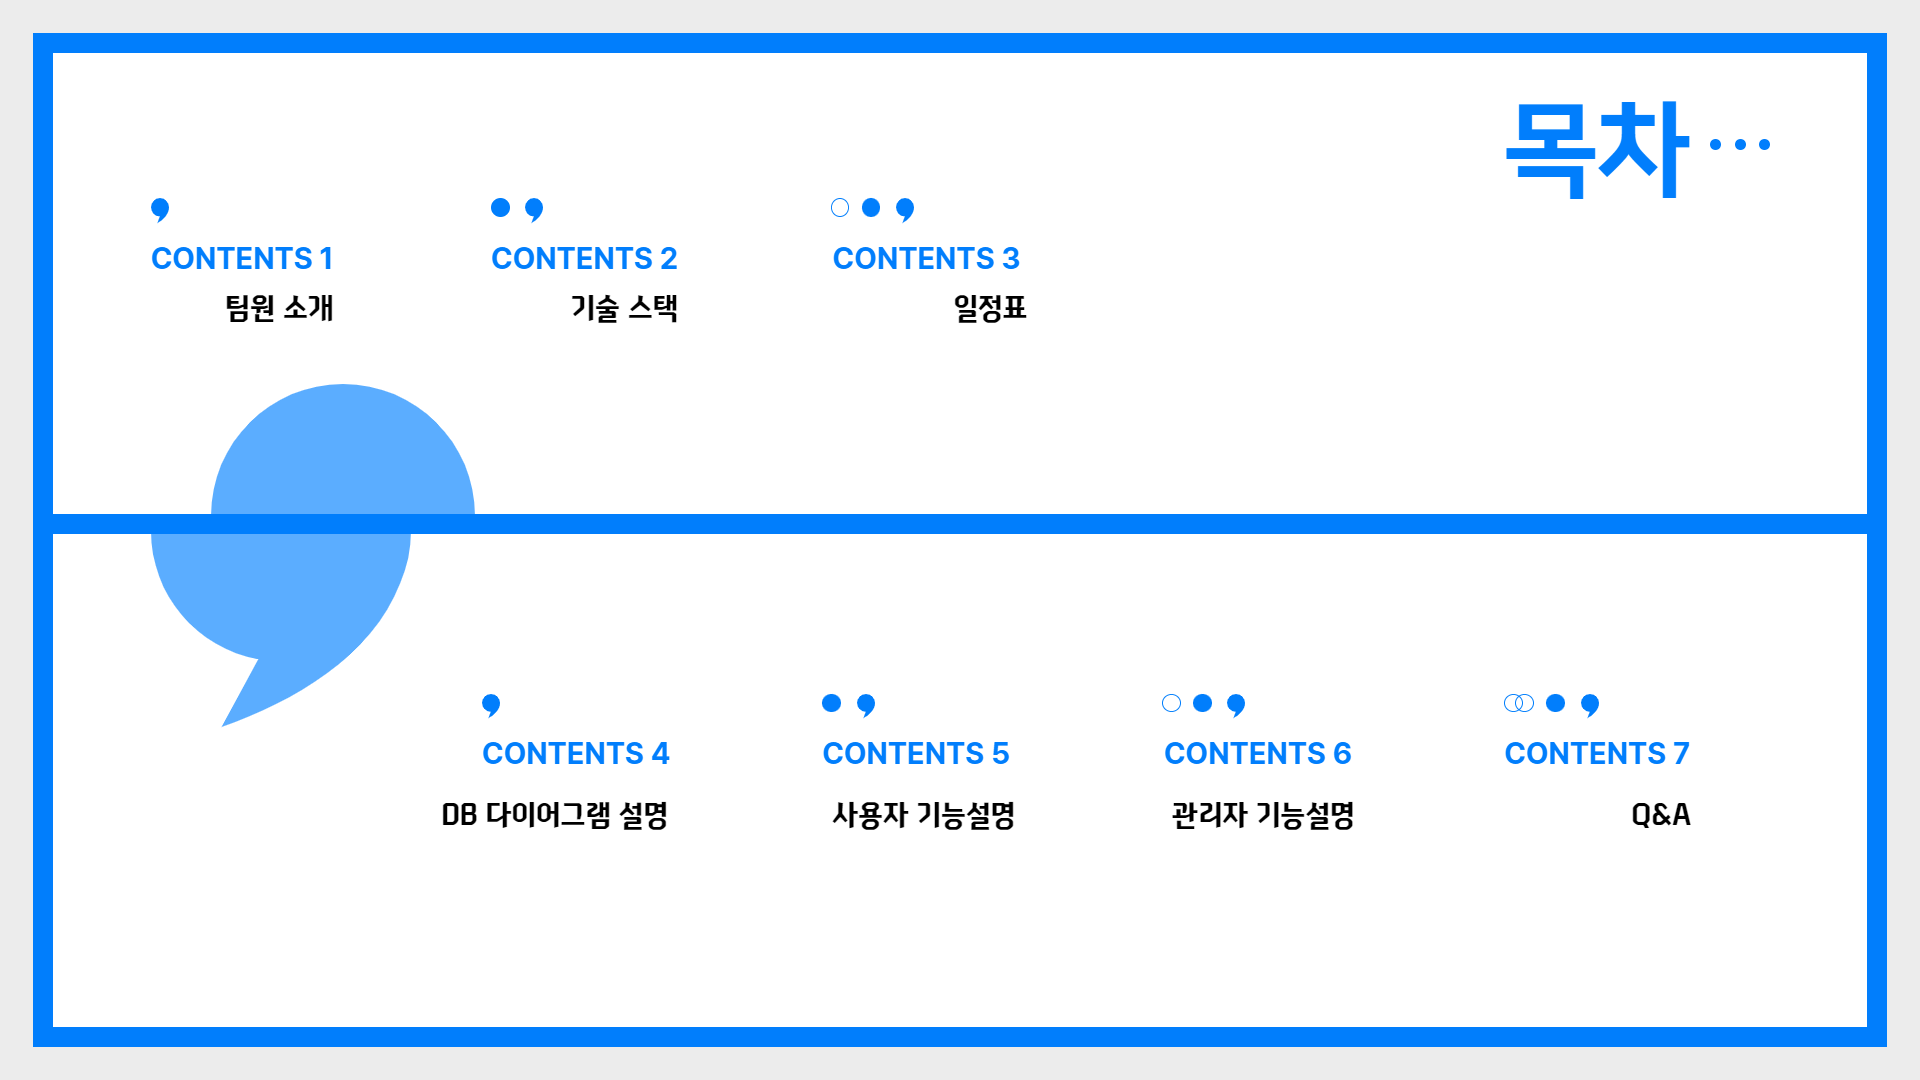 목차
CONTENTS 1
팀원 소개
CONTENTS 2
기술 스택
CONTENTS 3
일정표
CONTENTS 4
DB 다이어그램 설명
CONTENTS 5
사용자 기능설명
CONTENTS 6
관리자 기능설명
CONTENTS 7
Q&A